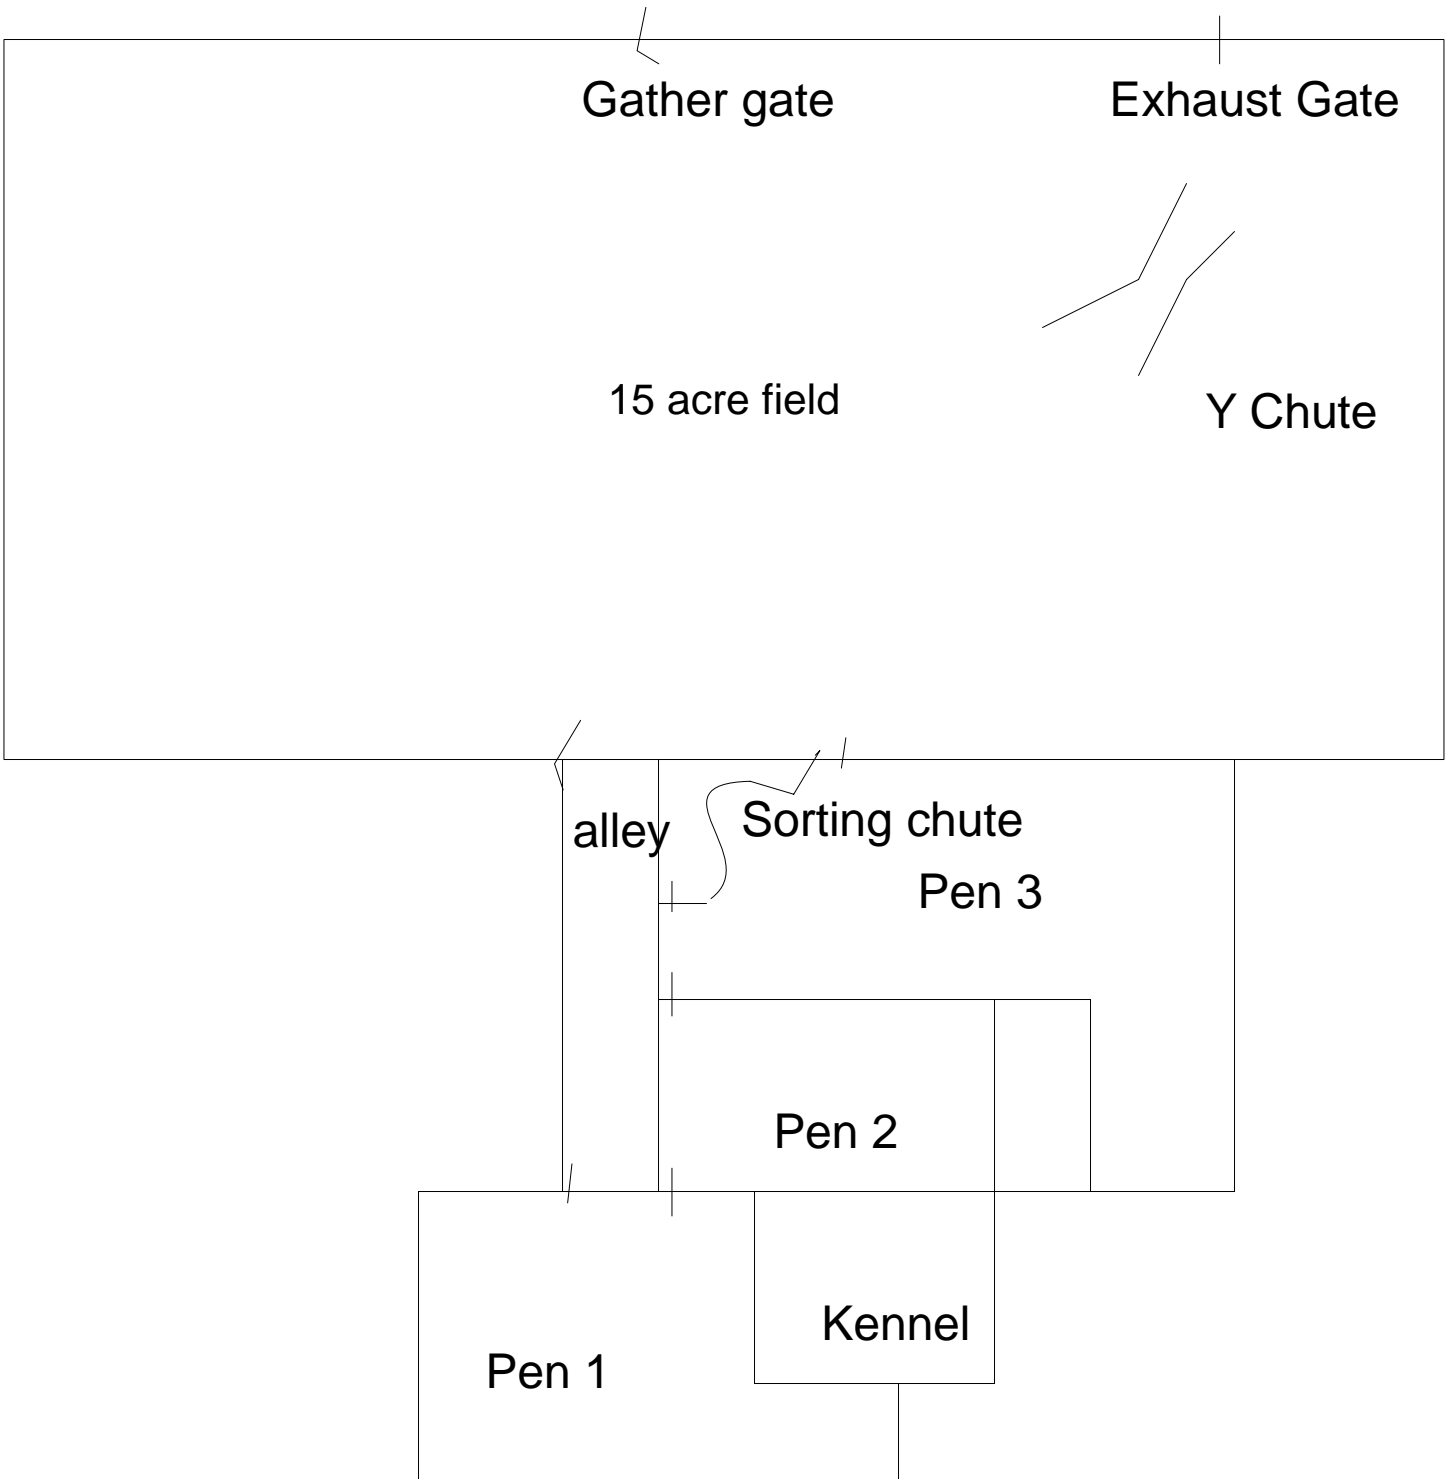 Gather gate
Exhaust Gate
15 acre field
Y Chute
alley
Sorting chute
Pen 3
Pen 2
Kennel
Pen 1